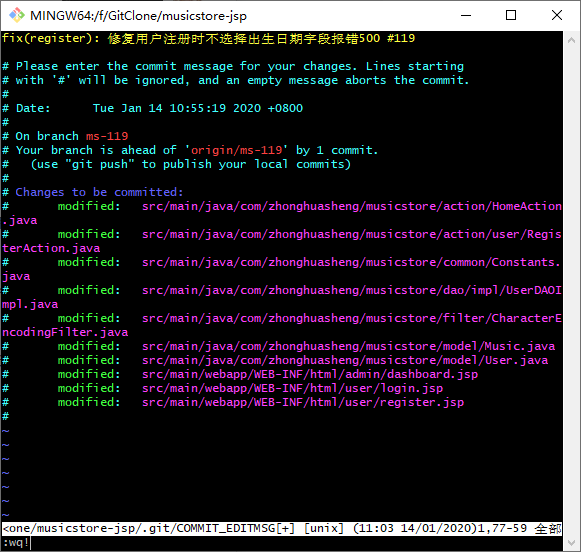 MINGW64:/f/GitClone/musicstore-jsp
fix(register): 修复用户注册时不选择出生日期字段报错500 #119
# Please enter the commit message for your changes. Lines starting
# with '#' will be ignored, and an empty message aborts the commit.
#
# Date:      Tue Jan 14 10:55:19 2020 +0800
#
# On branch ms-119
# Your branch is ahead of 'origin/ms-119' by 1 commit.
#   (use "git push" to publish your local commits)
#
# Changes to be committed:
#       modified:   src/main/java/com/zhonghuasheng/musicstore/action/HomeAction
.java
#       modified:   src/main/java/com/zhonghuasheng/musicstore/action/user/Regis
terAction.java
#       modified:   src/main/java/com/zhonghuasheng/musicstore/common/Constants.
java
#       modified:   src/main/java/com/zhonghuasheng/musicstore/dao/impl/UserDAOI
mpl.java
#       modified:   src/main/java/com/zhonghuasheng/musicstore/filter/CharacterE
ncodingFilter.java
#       modified:   src/main/java/com/zhonghuasheng/musicstore/model/Music.java
#       modified:   src/main/java/com/zhonghuasheng/musicstore/model/User.java
#       modified:   src/main/webapp/WEB-INF/html/admin/dashboard.jsp
#       modified:   src/main/webapp/WEB-INF/html/user/login.jsp
#       modified:   src/main/webapp/WEB-INF/html/user/register.jsp
#
~
~
~
~
~
~
~
<one/musicstore-jsp/.git/COMMIT_EDITMSG[+] [unix] (11:03 14/01/2020)1,77-59 全部
:wq!